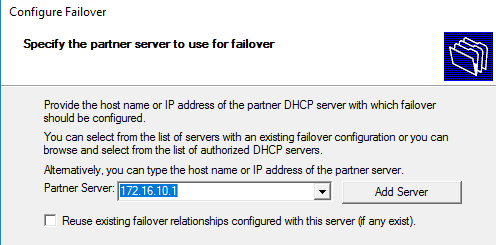 Configure Failover
Specify the partner server to use for failover
Provide the host name or IP address of the partner DHCP server with which failover
should be configured.
You can select from the list of servers with an existing failover configuration or you can
browse and select from the list of authorized DHCP servers.
Alternatively, you can type the host name or IP address of the partner server.
Partner Server: 172.16.10.1 Add Server
Reuse existing failover relationships configured with this server (if any exist).